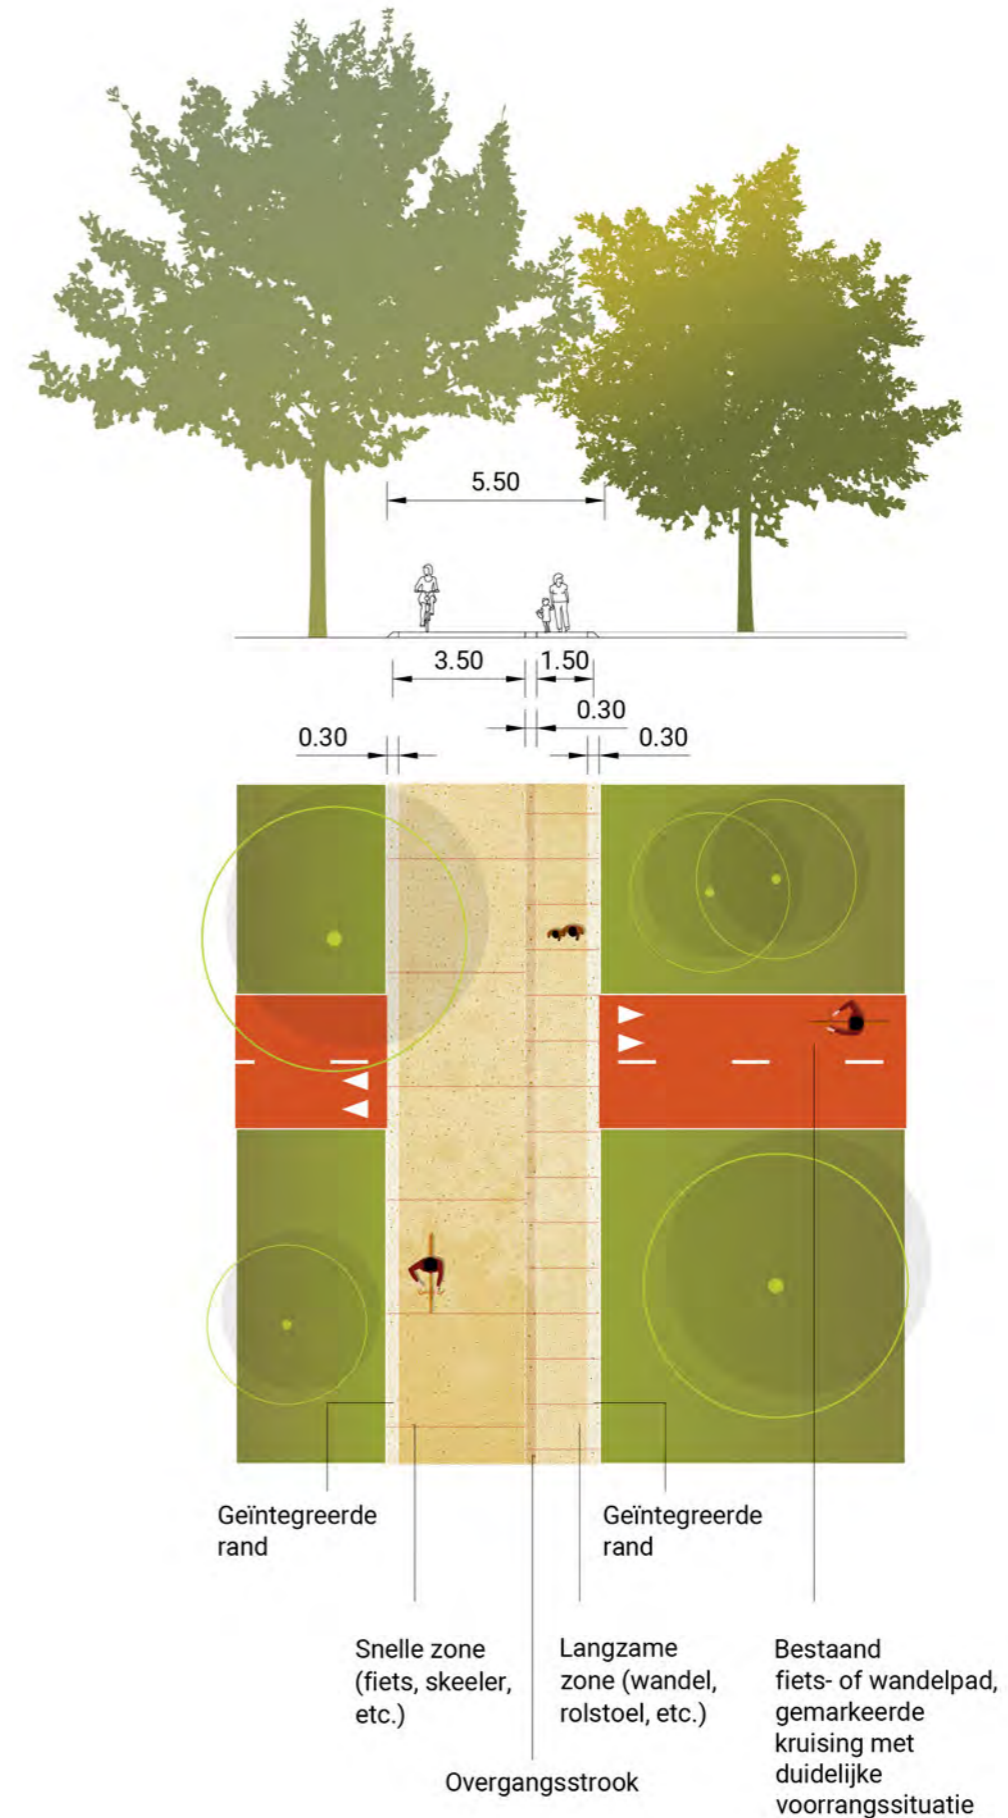 5.50
3.50
1.50
0.30
0.30
0.30
Geïntegreerde
rand
Geïntegreerde
rand
Snelle zone
(fiets, skeeler,
etc.)
Langzame
zone (wandel,
rolstoel, etc.)
Bestaand
fiets- of wandelpad,
gemarkeerde
kruising met
duidelijke
voorrangssituatie
Overgangsstrook